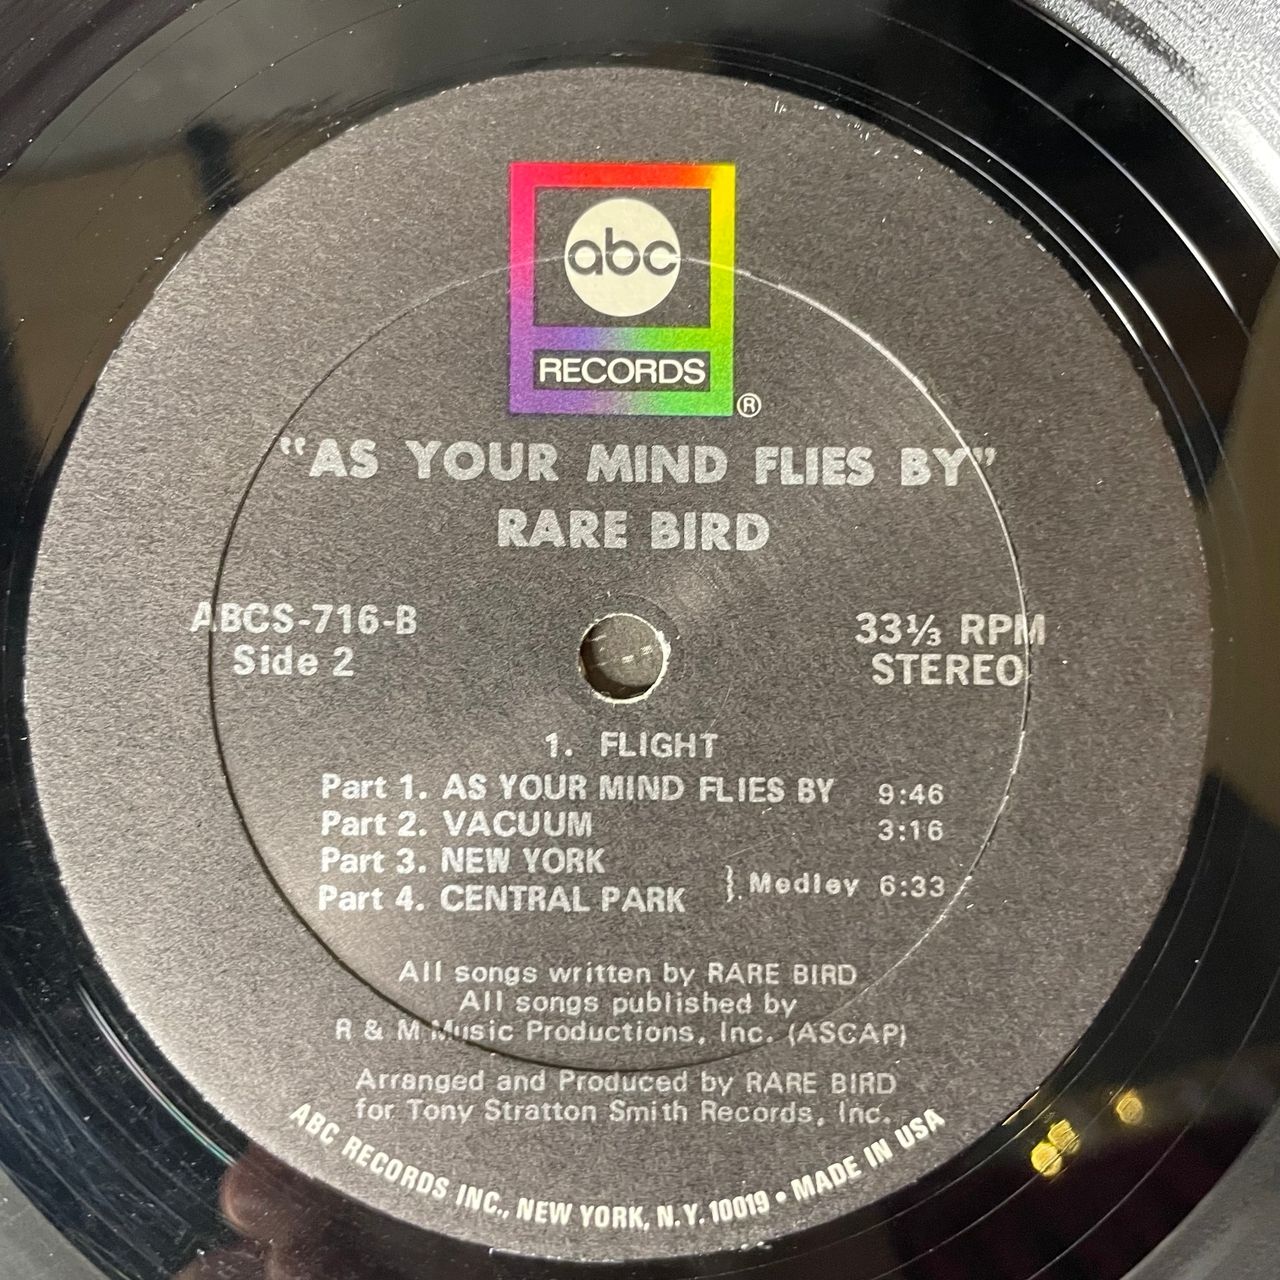 abc
RECORDS
®
"AS YOUR MIND FLIES BY"
RARE BIRD
ABCS-716-B
Side 2
33⅓ RPM
STEREO
1. FLIGHT
Part 1. AS YOUR MIND FLIES BY 9:46
Part 2. VACUUM 3:16
Part 3. NEW YORK
Part 4. CENTRAL PARK } Medley 6:33
All songs written by RARE BIRD
All songs published by
R & M Music Productions, Inc. (ASCAP)
Arranged and Produced by RARE BIRD
for Tony Stratton Smith Records, Inc.
ABC RECORDS INC., NEW YORK, N.Y. 10019 • MADE IN USA